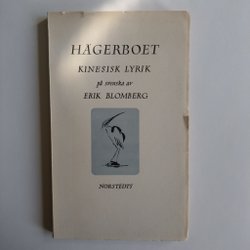 HÄGERBOET
KINESISK LYRIK
på svenska av
ERIK BLOMBERG
NORSTEDTS